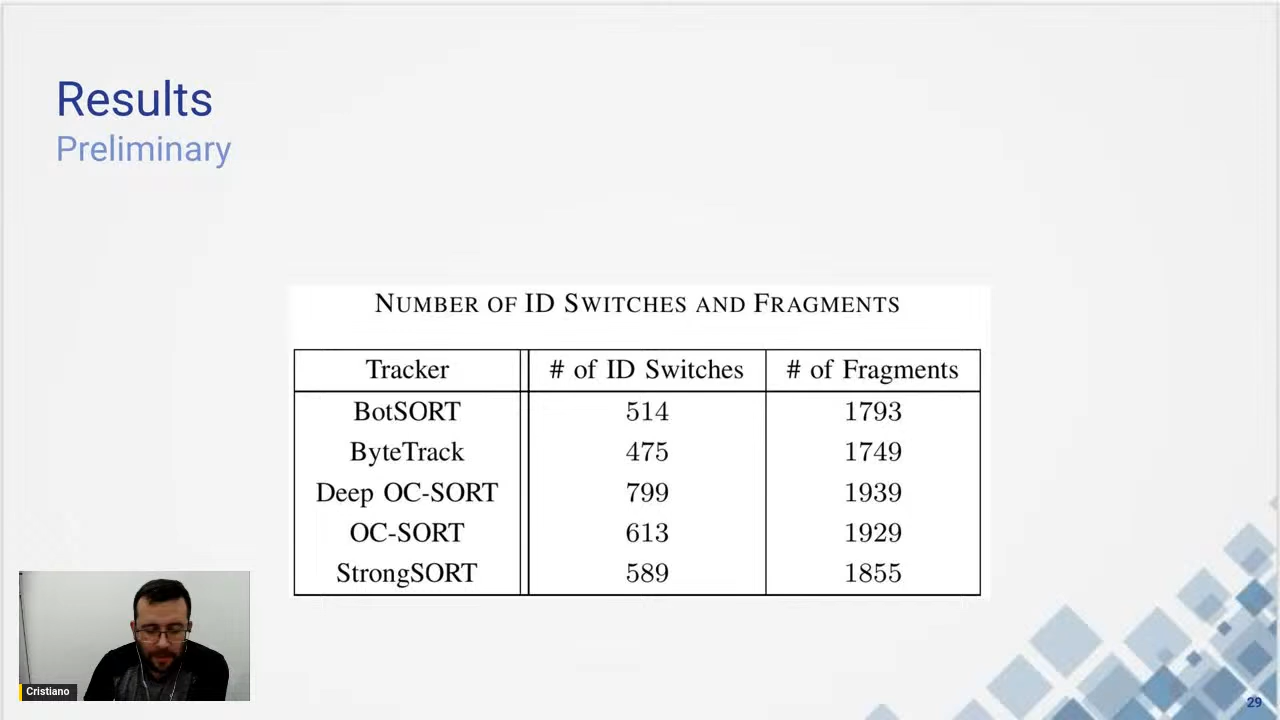 Results
Preliminary
NUMBER OF ID SWITCHES AND FRAGMENTS
Tracker # of ID Switches # of Fragments
BotSORT 514 1793
ByteTrack 475 1749
Deep OC-SORT 799 1939
OC-SORT 613 1929
StrongSORT 589 1855
Cristiano
29